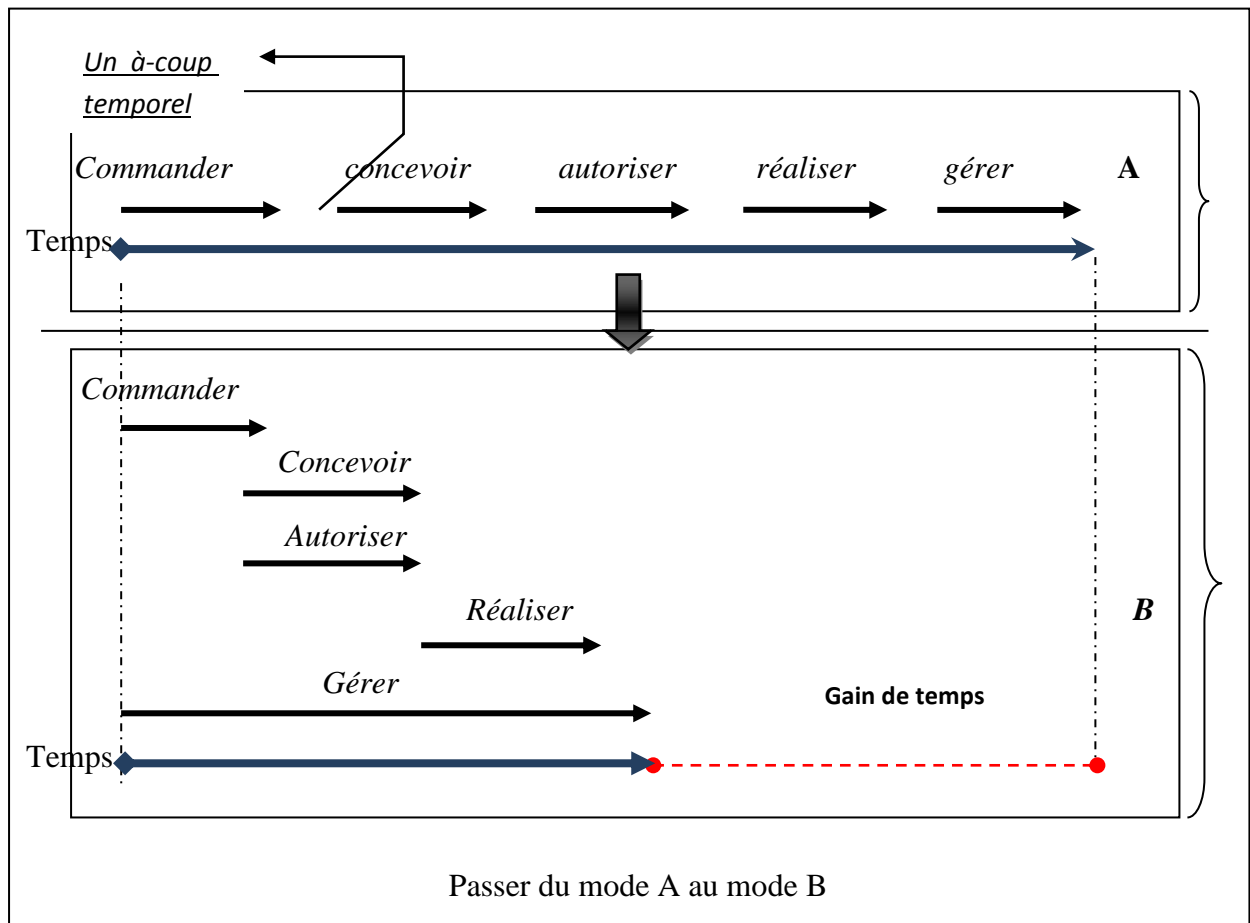 Un à-coup
temporel
Commander concevoir autoriser réaliser gérer A
Temps
Commander
Concevoir
Autoriser
Réaliser B
Gérer
Gain de temps
Temps
Passer du mode A au mode B